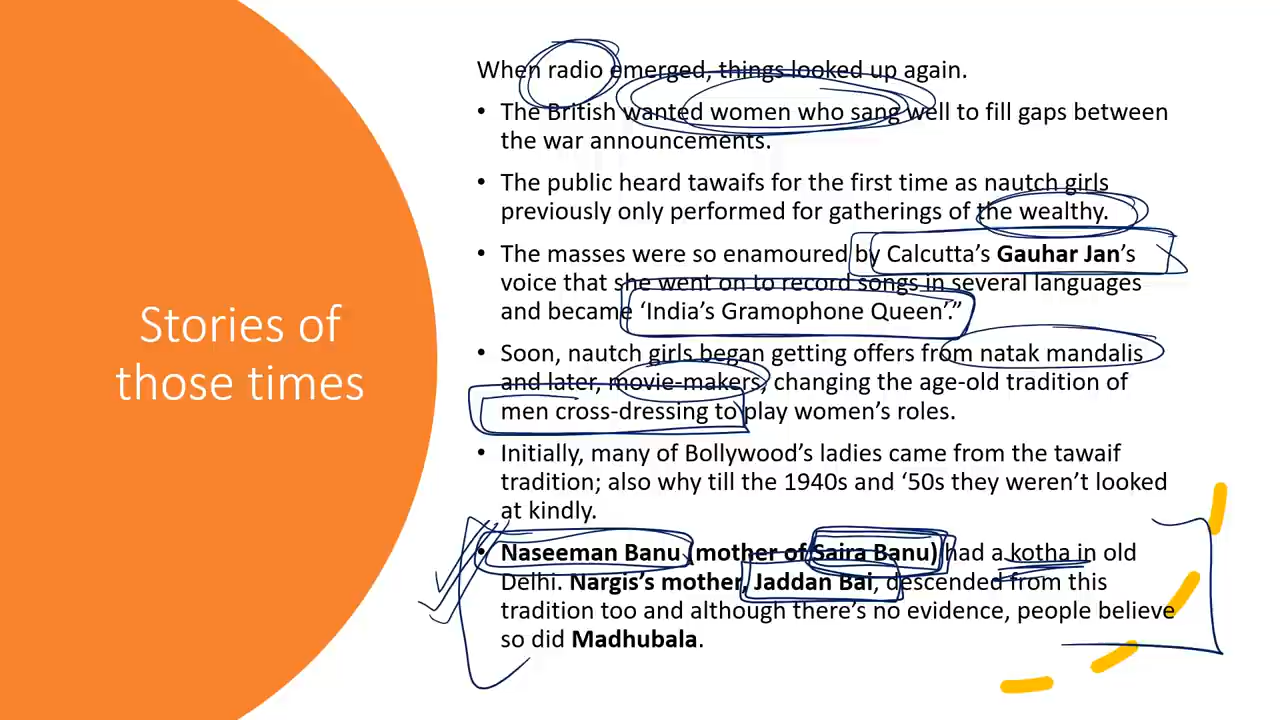 Stories of
those times
When radio emerged, things looked up again.
• The British wanted women who sang well to fill gaps between
the war announcements.
• The public heard tawaifs for the first time as nautch girls
previously only performed for gatherings of the wealthy.
• The masses were so enamoured by Calcutta’s Gauhar Jan’s
voice that she went on to record songs in several languages
and became ‘India’s Gramophone Queen’.”
• Soon, nautch girls began getting offers from natak mandalis
and later, movie-makers, changing the age-old tradition of
men cross-dressing to play women’s roles.
• Initially, many of Bollywood’s ladies came from the tawaif
tradition; also why till the 1940s and ‘50s they weren’t looked
at kindly.
• Naseeman Banu (mother of Saira Banu) had a kotha in old
Delhi. Nargis’s mother, Jaddan Bai, descended from this
tradition too and although there’s no evidence, people believe
so did Madhubala.